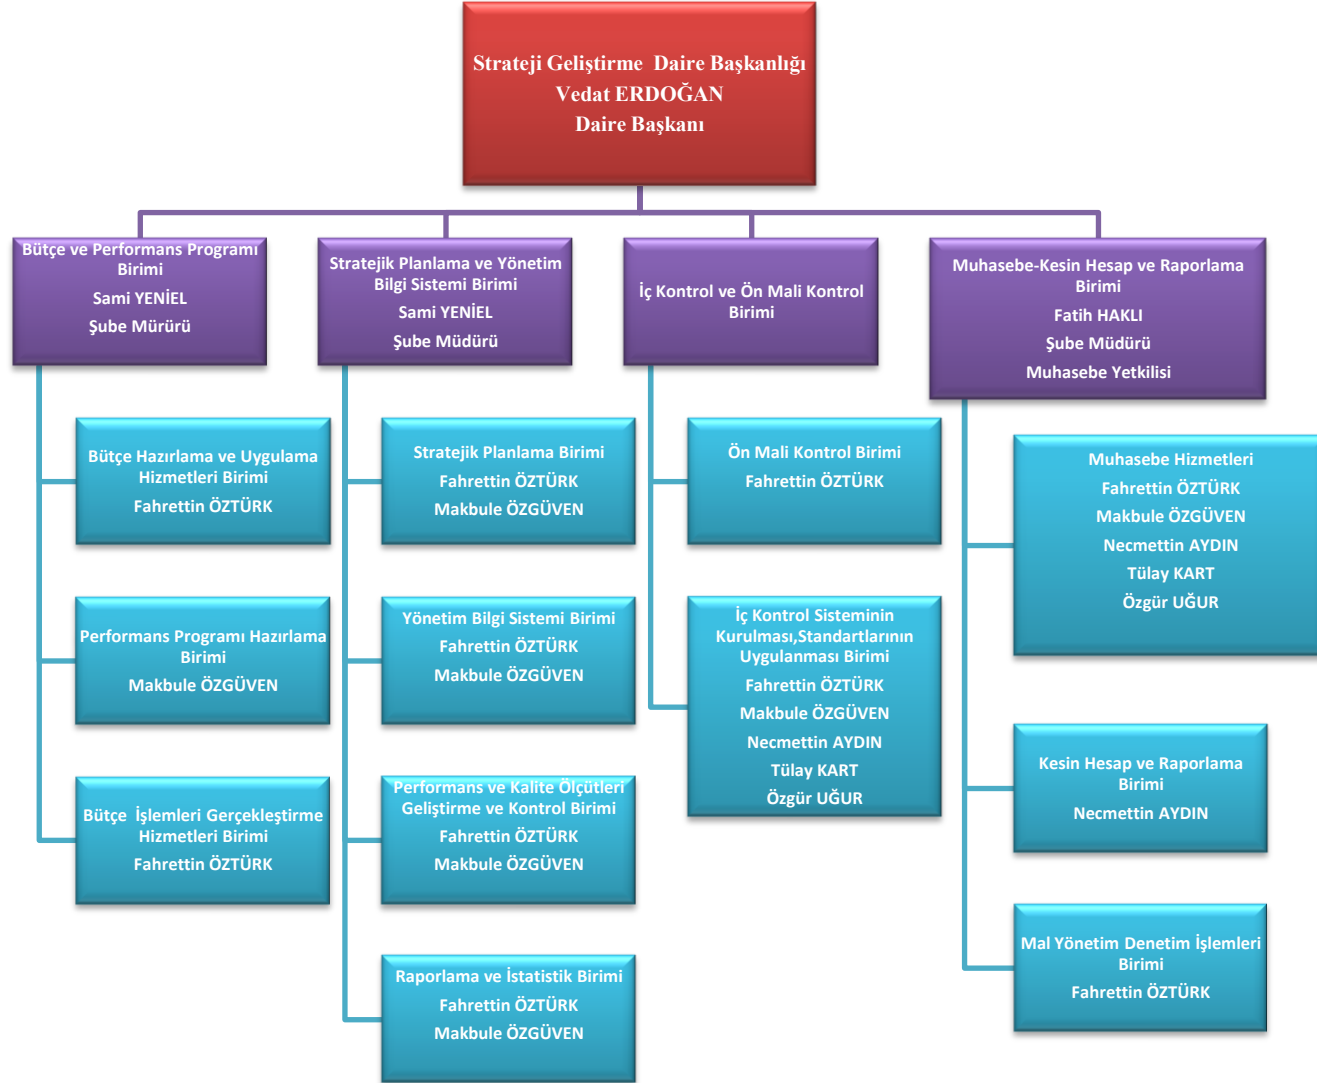 Strateji Geliştirme  Daire Başkanlığı
Vedat ERDOĞAN
Daire Başkanı
Bütçe ve Performans Programı
Birimi
Sami YENİEL
Şube Mürürü
Bütçe Hazırlama ve Uygulama
Hizmetleri Birimi
Fahrettin ÖZTÜRK
Performans Programı Hazırlama
Birimi
Makbule ÖZGÜVEN
Bütçe  İşlemleri Gerçekleştirme
Hizmetleri Birimi
Fahrettin ÖZTÜRK
Stratejik Planlama ve Yönetim
Bilgi Sistemi Birimi
Sami YENİEL
Şube Müdürü
Stratejik Planlama Birimi
Fahrettin ÖZTÜRK
Makbule ÖZGÜVEN
Yönetim Bilgi Sistemi Birimi
Fahrettin ÖZTÜRK
Makbule ÖZGÜVEN
Performans ve Kalite Ölçütleri
Geliştirme ve Kontrol Birimi
Fahrettin ÖZTÜRK
Makbule ÖZGÜVEN
Raporlama ve İstatistik Birimi
Fahrettin ÖZTÜRK
Makbule ÖZGÜVEN
İç Kontrol ve Ön Mali Kontrol
Birimi
Ön Mali Kontrol Birimi
Fahrettin ÖZTÜRK
İç Kontrol Sisteminin
Kurulması,Standartlarının
Uygulanması Birimi
Fahrettin ÖZTÜRK
Makbule ÖZGÜVEN
Necmettin AYDIN
Tülay KART
Özgür UĞUR
Muhasebe-Kesin Hesap ve Raporlama
Birimi
Fatih HAKLI
Şube Müdürü
Muhasebe Yetkilisi
Muhasebe Hizmetleri
Fahrettin ÖZTÜRK
Makbule ÖZGÜVEN
Necmettin AYDIN
Tülay KART
Özgür UĞUR
Kesin Hesap ve Raporlama
Birimi
Necmettin AYDIN
Mal Yönetim Denetim İşlemleri
Birimi
Fahrettin ÖZTÜRK